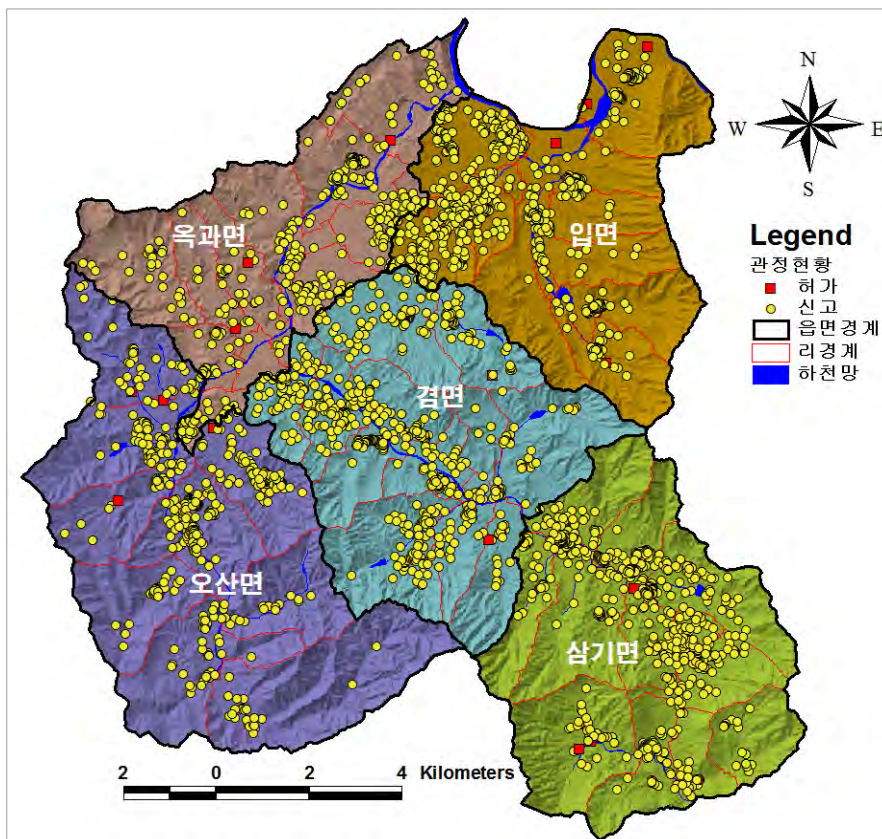 N
W E
S
옥과면
입면
Legend
관정현황
허가
신고
읍면경계
리경계
하천망
겸면
오산면
삼기면
2 0 2 4 Kilometers